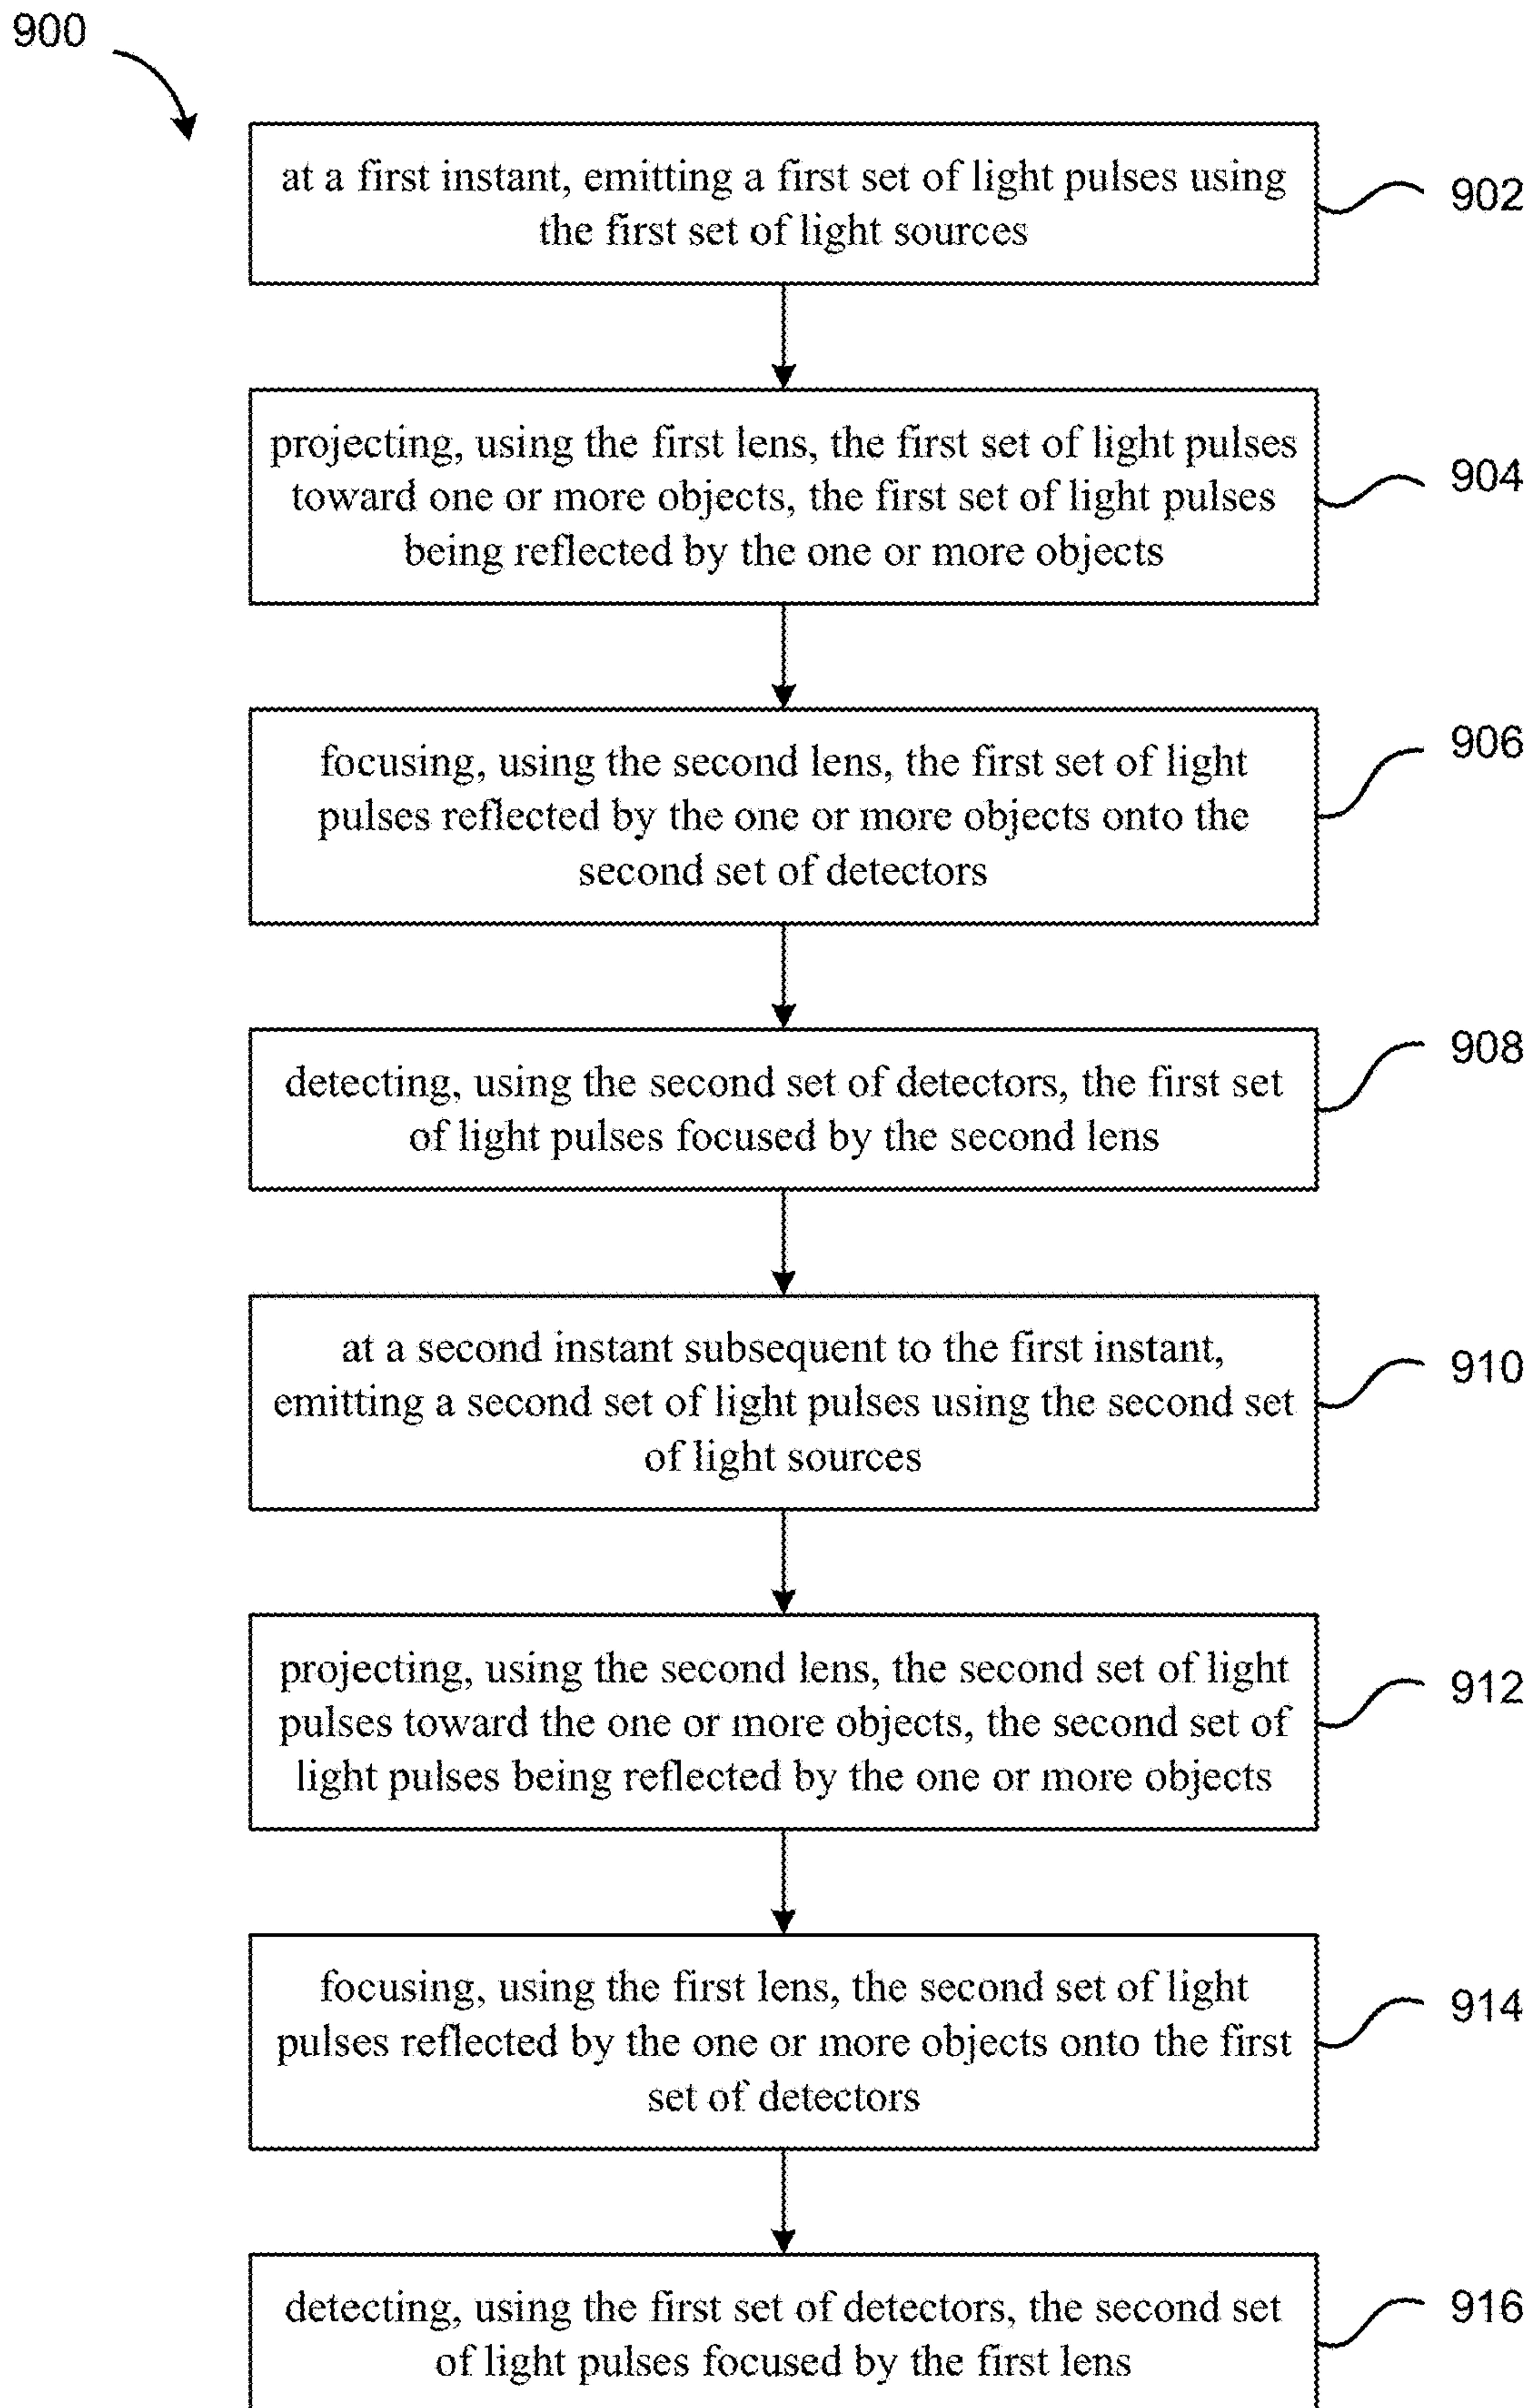 900
at a first instant, emitting a first set of light pulses using
the first set of light sources
902
projecting, using the first lens, the first set of light pulses
toward one or more objects, the first set of light pulses
being reflected by the one or more objects
904
focusing, using the second lens, the first set of light
pulses reflected by the one or more objects onto the
second set of detectors
906
detecting, using the second set of detectors, the first set
of light pulses focused by the second lens
908
at a second instant subsequent to the first instant,
emitting a second set of light pulses using the second set
of light sources
910
projecting, using the second lens, the second set of light
pulses toward the one or more objects, the second set of
light pulses being reflected by the one or more objects
912
focusing, using the first lens, the second set of light
pulses reflected by the one or more objects onto the first
set of detectors
914
detecting, using the first set of detectors, the second set
of light pulses focused by the first lens
916